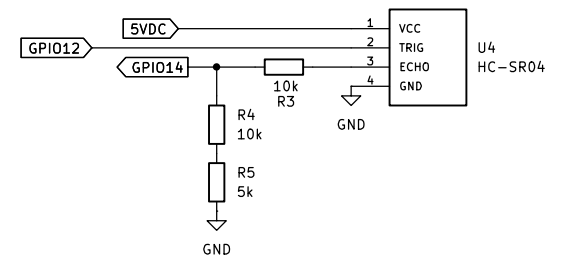 5VDC
1
VCC
GPIO12
2
TRIG
U4
GPIO14
3
ECHO
HC-SR04
10k
R3
4
GND
GND
R4
10k
R5
5k
GND